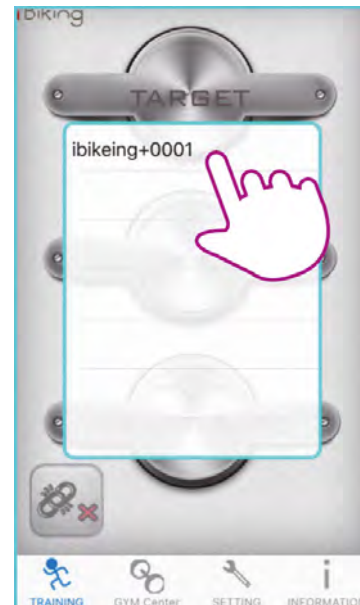 iBiking
TARGET
ibikeing+0001
TRAINING
GYM Center
SETTING
INFORMATION